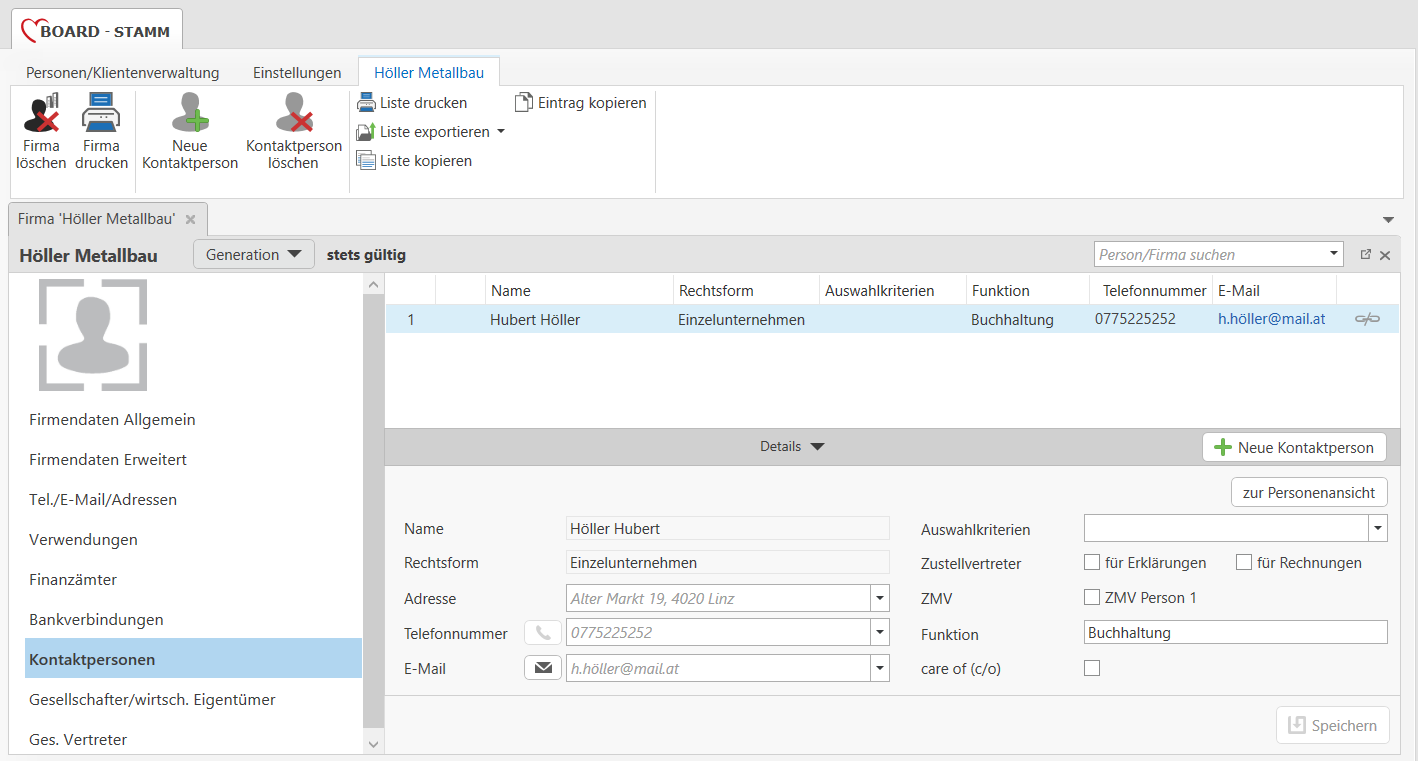 BOARD - STAMM
Personen/Klientenverwaltung Einstellungen Höller Metallbau
Firma löschen
Firma drucken
Neue Kontaktperson
Kontaktperson löschen
Liste drucken
Liste exportieren
Liste kopieren
Eintrag kopieren
Firma 'Höller Metallbau'
Höller Metallbau Generation stets gültig Person/Firma suchen
Firmendaten Allgemein
Firmendaten Erweitert
Tel./E-Mail/Adressen
Verwendungen
Finanzämter
Bankverbindungen
Kontaktpersonen
Gesellschafter/wirtsch. Eigentümer
Ges. Vertreter
Name Rechtsform Auswahlkriterien Funktion Telefonnummer E-Mail
1 Hubert Höller Einzelunternehmen Buchhaltung 0775225252 h.höller@mail.at
Details Neue Kontaktperson
zur Personenansicht
Name Höller Hubert
Rechtsform Einzelunternehmen
Adresse Alter Markt 19, 4020 Linz
Telefonnummer 0775225252
E-Mail h.höller@mail.at
Auswahlkriterien
Zustellvertreter für Erklärungen für Rechnungen
ZMV ZMV Person 1
Funktion Buchhaltung
care of (c/o)
Speichern